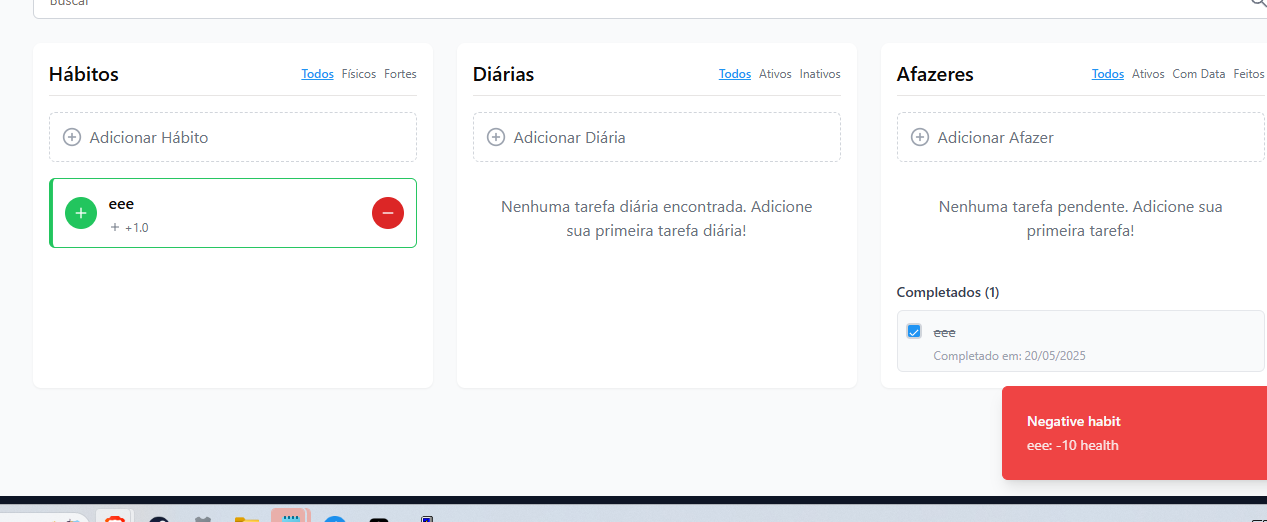 Buscar
Hábitos
Todos Físicos Fortes
Adicionar Hábito
eee
+1.0
Diárias
Todos Ativos Inativos
Adicionar Diária
Nenhuma tarefa diária encontrada. Adicione
sua primeira tarefa diária!
Afazeres
Todos Ativos Com Data Feitos
Adicionar Afazer
Nenhuma tarefa pendente. Adicione sua
primeira tarefa!
Completados (1)
eee
Completado em: 20/05/2025
Negative habit
eee: -10 health